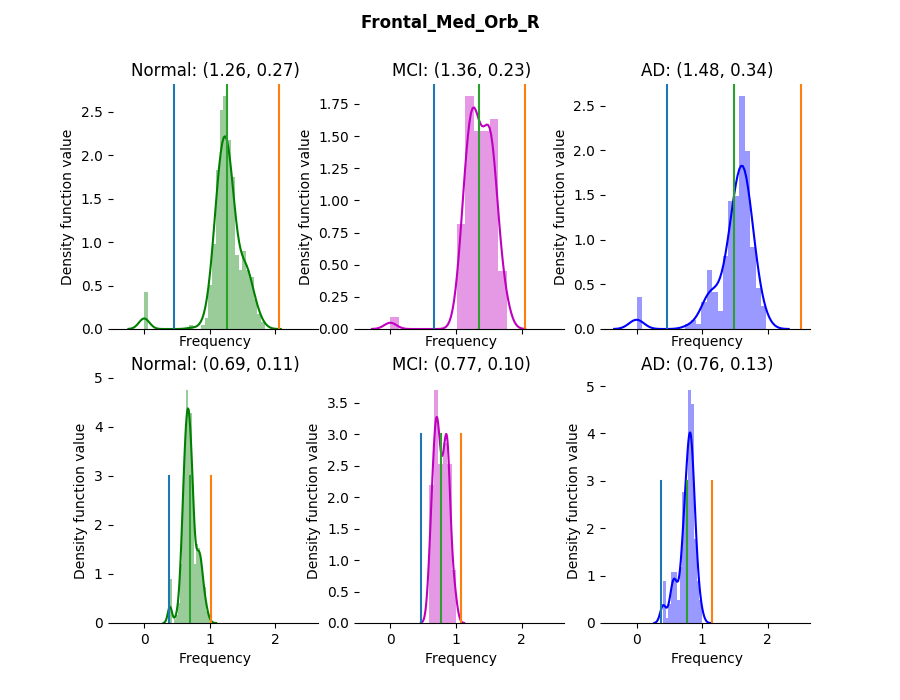 Frontal_Med_Orb_R
Normal: (1.26, 0.27)
MCI: (1.36, 0.23)
AD: (1.48, 0.34)
Density function value
2.5
2.0
1.5
1.0
0.5
0.0
Frequency
Density function value
1.75
1.50
1.25
1.00
0.75
0.50
0.25
0.00
Frequency
Density function value
2.5
2.0
1.5
1.0
0.5
0.0
Frequency
Normal: (0.69, 0.11)
MCI: (0.77, 0.10)
AD: (0.76, 0.13)
Density function value
5
4
3
2
1
0
0 1 2
Frequency
Density function value
3.5
3.0
2.5
2.0
1.5
1.0
0.5
0.0
0 1 2
Frequency
Density function value
5
4
3
2
1
0
0 1 2
Frequency